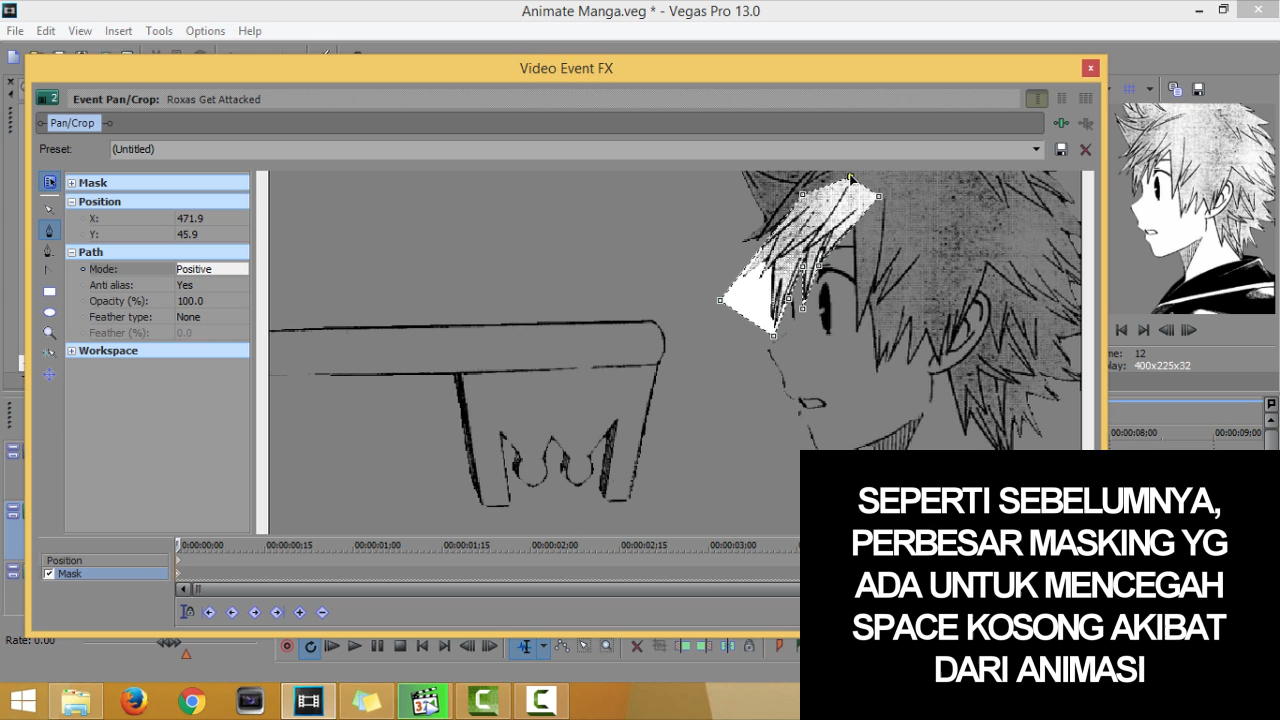 Animate Manga.veg * - Vegas Pro 13.0
File Edit View Insert Tools Options Help
Video Event FX
2 Event Pan/Crop: Roxas Get Attacked
Pan/Crop
Preset: (Untitled)
Mask
Position
X: 471.9
Y: 45.9
Path
Mode: Positive
Anti alias: Yes
Opacity (%): 100.0
Feather type: None
Feather (%): 0.0
Workspace
me: 12
lay: 400x225x32
00:00:08;00 00:00:09;00
00:00:00;00 00:00:00;15 00:00:01;00 00:00:01;15 00:00:02;00 00:00:02;15 00:00:03;00
Position
Mask
Rate: 0.00
SEPERTI SEBELUMNYA,
PERBESAR MASKING YG
ADA UNTUK MENCEGAH
SPACE KOSONG AKIBAT
DARI ANIMASI